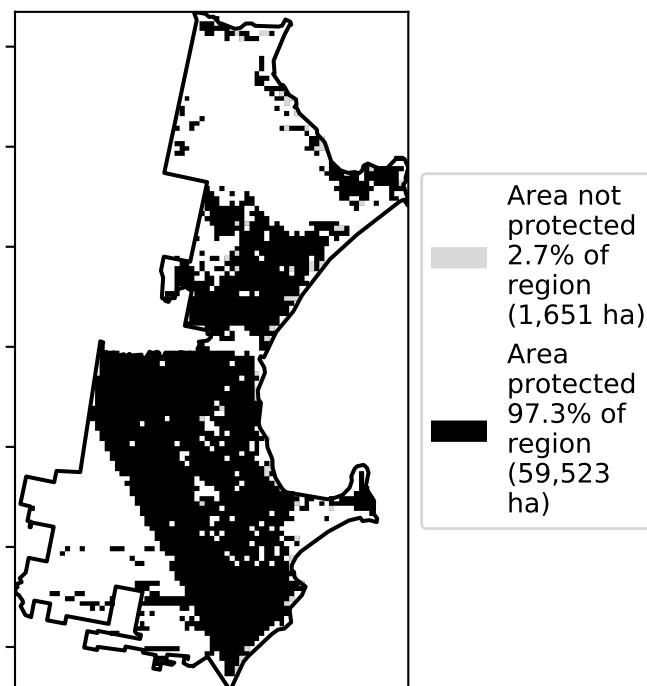 Area not
protected
2.7% of
region
(1,651 ha)
Area
protected
97.3% of
region
(59,523
ha)